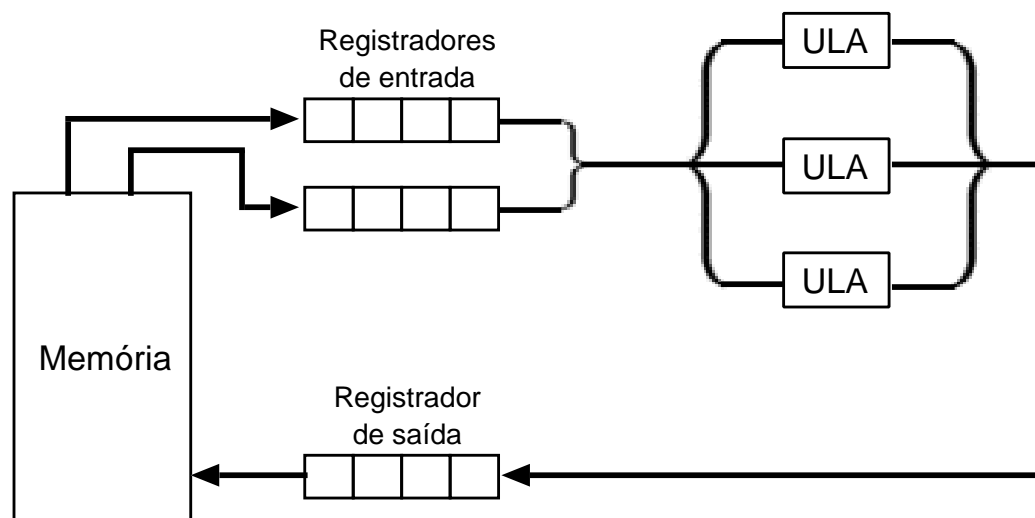 Registradores
de entrada
ULA
ULA
ULA
Memória
Registrador
de saída